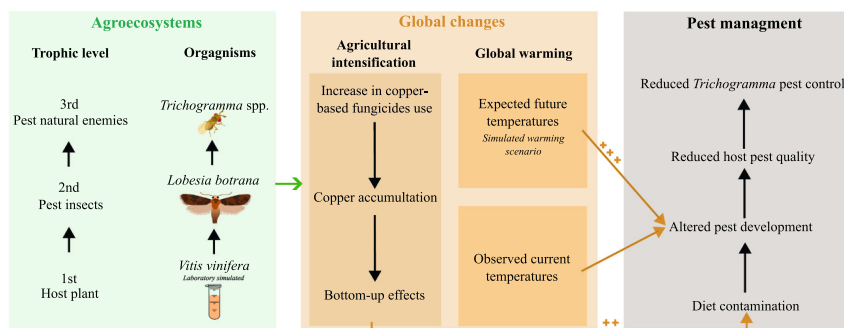 Agroecosystems
Trophic level
Orgagnisms
3rd
Pest natural enemies
Trichogramma spp.
2nd
Pest insects
Lobesia botrana
1st
Host plant
Vitis vinifera
Laboratory simulated
Global changes
Agricultural
intensification
Global warming
Increase in copper-
based fungicides use
Copper accumultation
Bottom-up effects
Expected future
temperatures
Simulated warming
scenario
Observed current
temperatures
+++
++
Pest managment
Reduced Trichogramma pest control
Reduced host pest quality
Altered pest development
Diet contamination